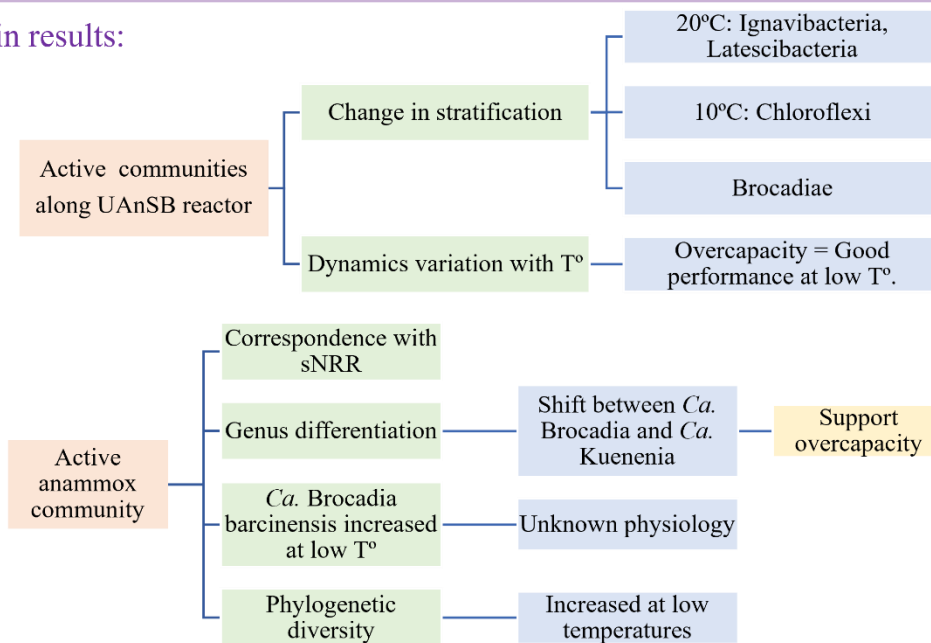 in results:
Active communities
along UAnSB reactor
Change in stratification
20ºC: Ignavibacteria,
Latescibacteria
10ºC: Chloroflexi
Brocadiae
Dynamics variation with Tº
Overcapacity = Good
performance at low Tº.
Active
anammox
community
Correspondence with
sNRR
Genus differentiation
Shift between Ca.
Brocadia and Ca.
Kuenenia
Support
overcapacity
Ca. Brocadia
barcinensis increased
at low Tº
Unknown physiology
Phylogenetic
diversity
Increased at low
temperatures